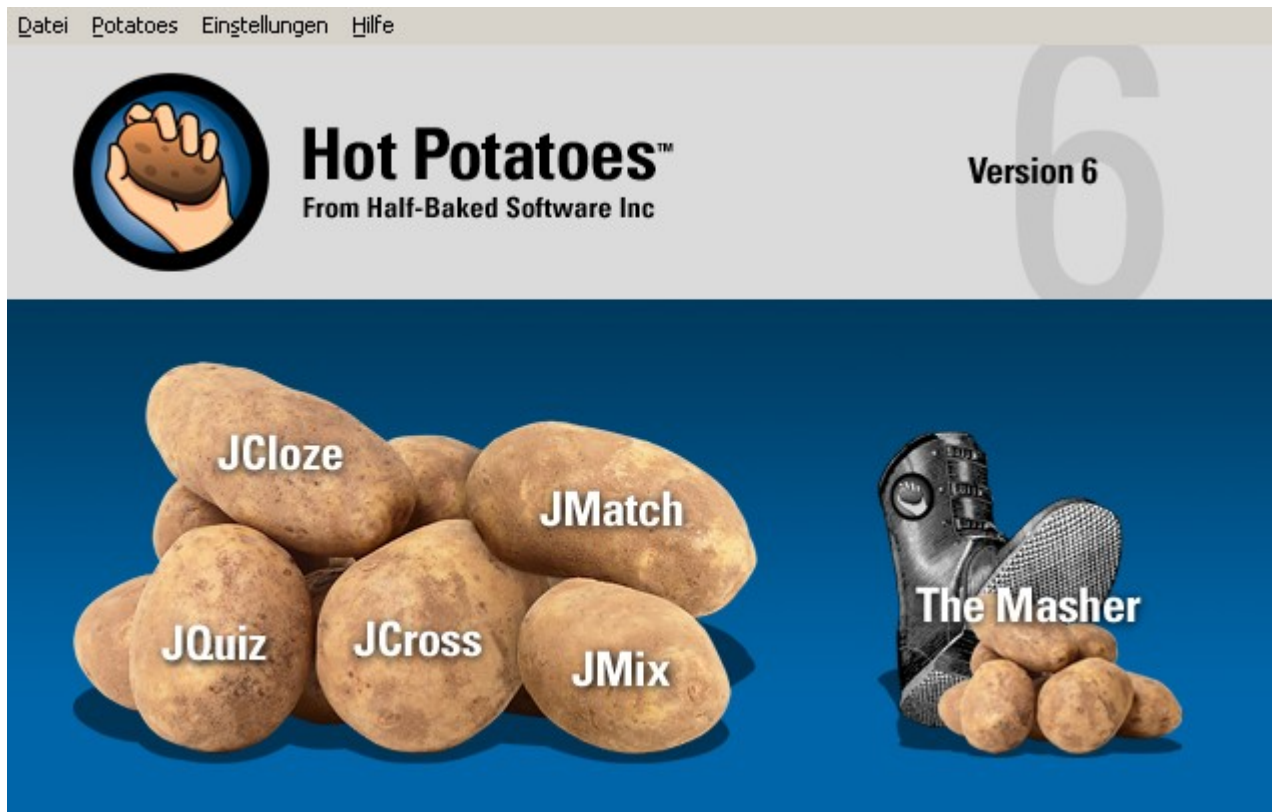 Datei Potatoes Einstellungen Hilfe
6
Hot Potatoes™
From Half-Baked Software Inc
Version 6
JCloze
JMatch
JQuiz
JCross
JMix
The Masher